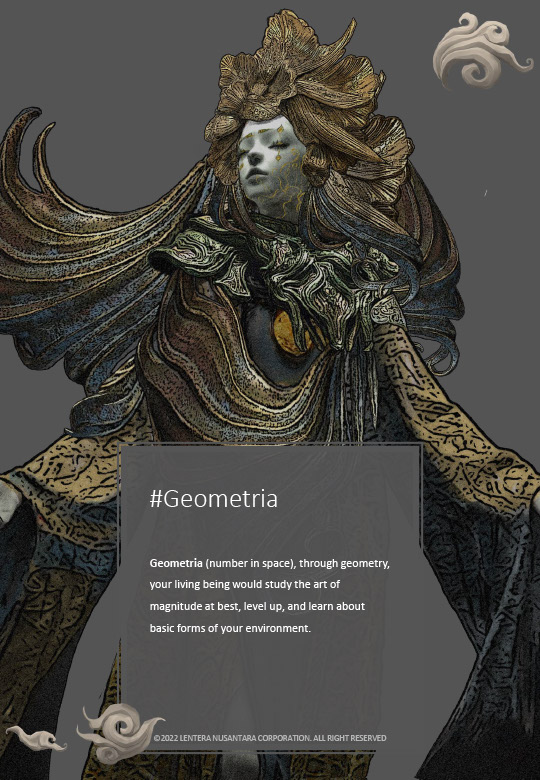 #Geometria
Geometria (number in space), through geometry,
your living being would study the art of
magnitude at best, level up, and learn about
basic forms of your environment.
©2022 LENTERA NUSANTARA CORPORATION. ALL RIGHT RESERVED